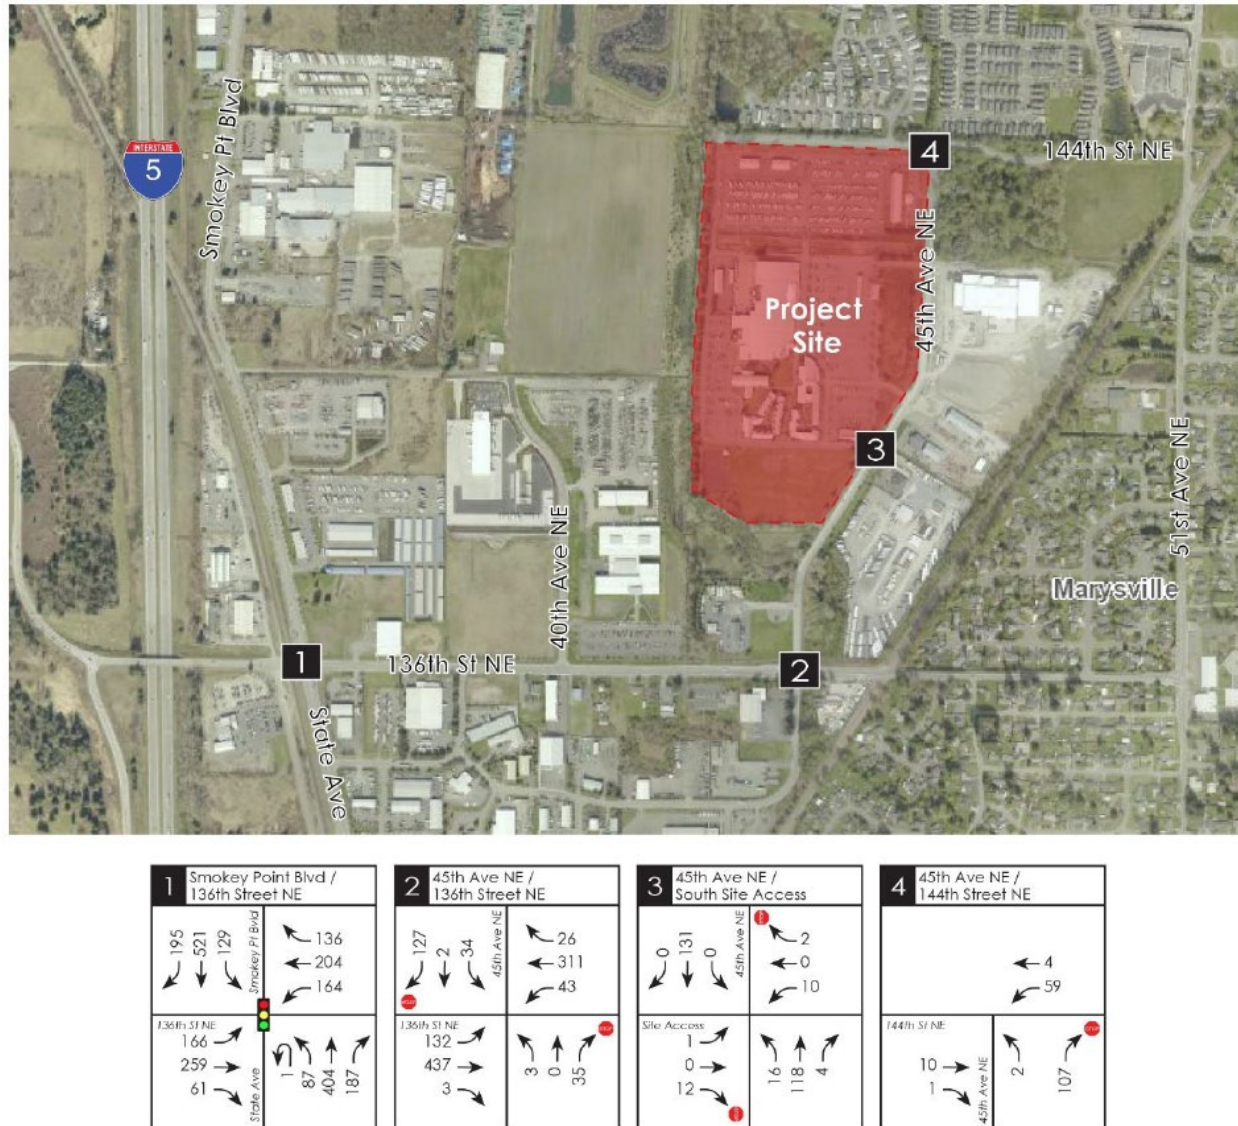 INTERSTATE
5
Smokey Pt Blvd
4
144th St NE
45th Ave NE
Project
Site
3
51st Ave NE
40th Ave NE
Marysville
1
136th St NE
2
State Ave
1
Smokey Point Blvd /
136th Street NE
195
521
129
Smokey Pt Blvd
136
204
164
136th St NE
166
259
61
State Ave
1
87
404
187
2
45th Ave NE /
136th Street NE
127
2
34
45th Ave NE
26
311
43
STOP
136th St NE
132
437
3
3
0
35
STOP
3
45th Ave NE /
South Site Access
0
131
0
45th Ave NE
STOP
2
0
10
Site Access
1
0
12
STOP
16
118
4
4
45th Ave NE /
144th Street NE
4
59
144th St NE
10
1
45th Ave NE
2
107
STOP